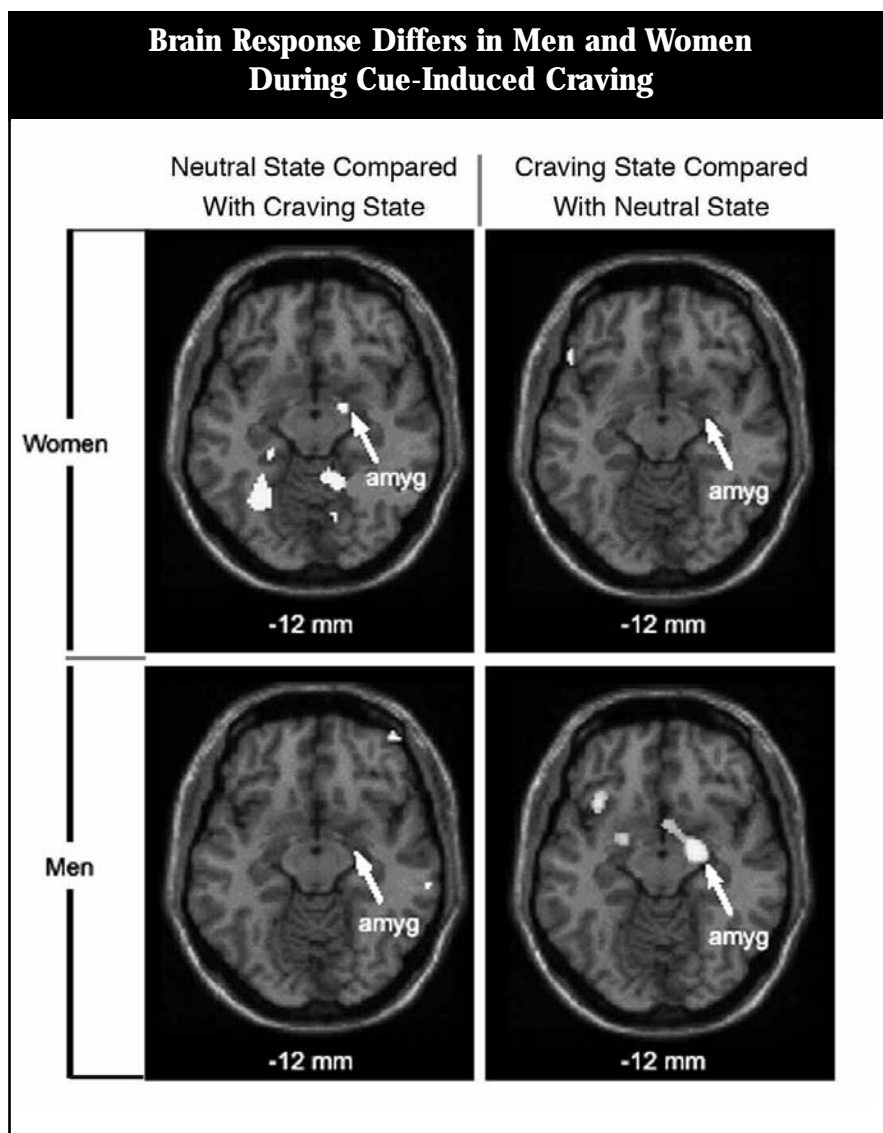 Brain Response Differs in Men and Women
During Cue-Induced Craving
Neutral State Compared
With Craving State
Craving State Compared
With Neutral State
Women
amyg
-12 mm
amyg
-12 mm
Men
amyg
-12 mm
amyg
-12 mm